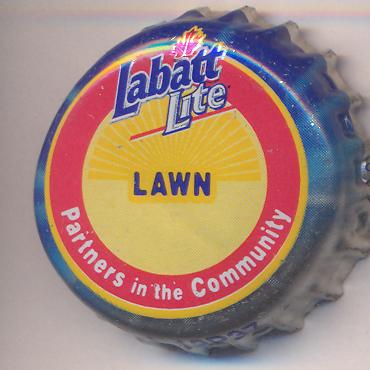 Labatt
Lite
LAWN
Partners in the Community